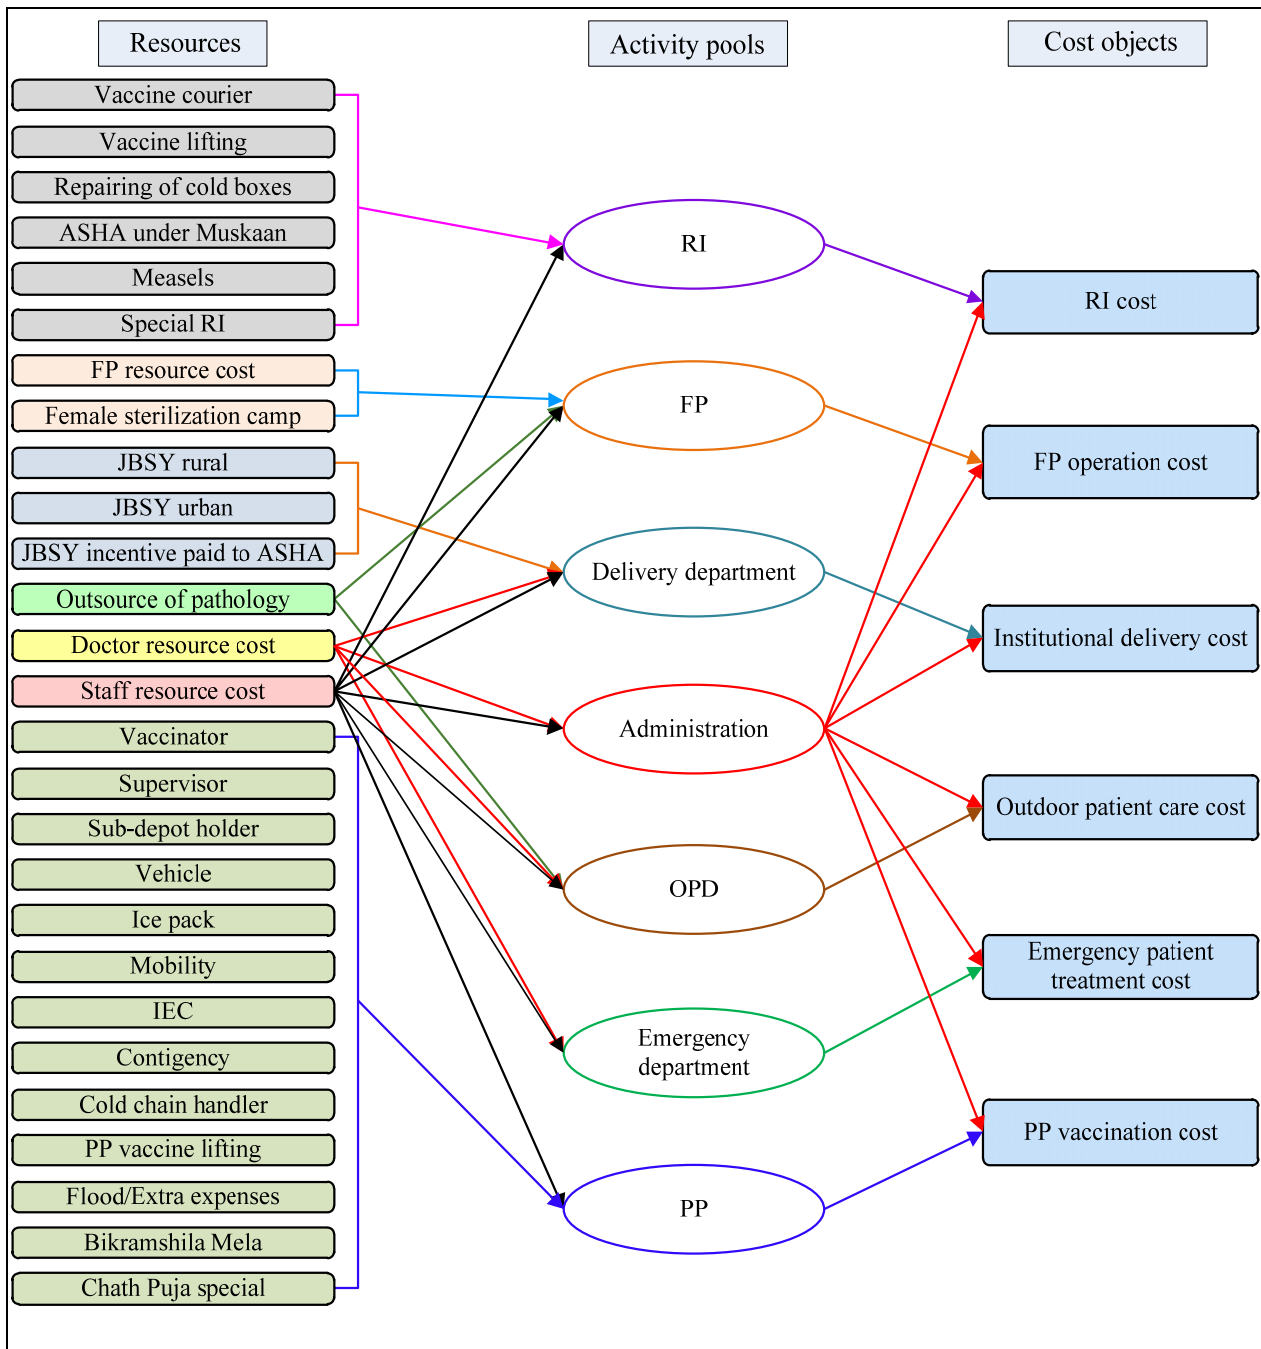 Resources
Activity pools
Cost objects
Vaccine courier
Vaccine lifting
Repairing of cold boxes
ASHA under Muskaan
Measels
Special RI
FP resource cost
Female sterilization camp
JBSY rural
JBSY urban
JBSY incentive paid to ASHA
Outsource of pathology
Doctor resource cost
Staff resource cost
Vaccinator
Supervisor
Sub-depot holder
Vehicle
Ice pack
Mobility
IEC
Contigency
Cold chain handler
PP vaccine lifting
Flood/Extra expenses
Bikramshila Mela
Chath Puja special
RI
FP
Delivery department
Administration
OPD
Emergency
department
PP
RI cost
FP operation cost
Institutional delivery cost
Outdoor patient care cost
Emergency patient
treatment cost
PP vaccination cost